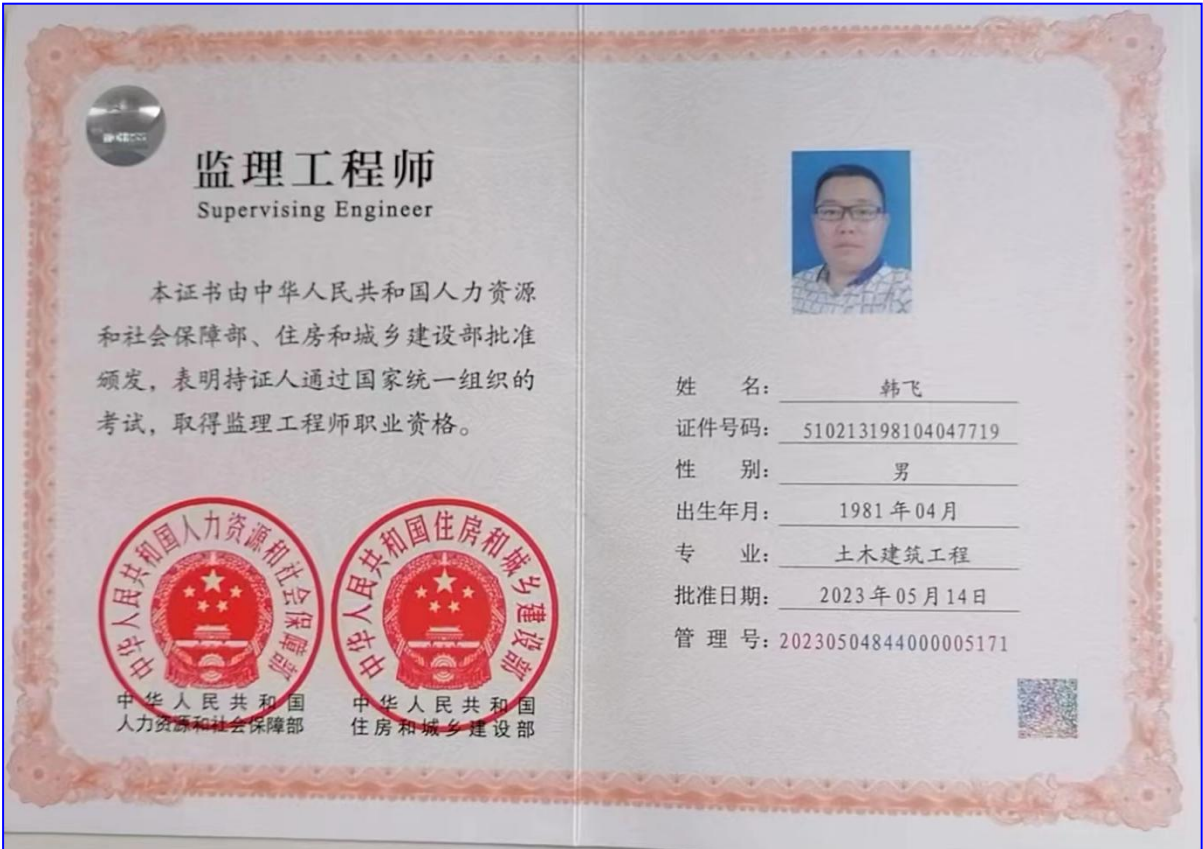 监理工程师
Supervising Engineer
本证书由中华人民共和国人力资源
和社会保障部、住房和城乡建设部批准
颁发，表明持证人通过国家统一组织的
考试，取得监理工程师职业资格。
中华人民共和国人力资源和社会保障部
中华人民共和国住房和城乡建设部
中华人民共和国
人力资源和社会保障部
中华人民共和国
住房和城乡建设部
姓 名：韩飞
证件号码：510213198104047719
性 别：男
出生年月：1981年04月
专 业：土木建筑工程
批准日期：2023年05月14日
管 理 号：20230504844000005171